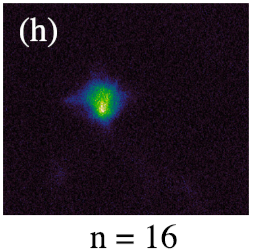 (h)
n = 16